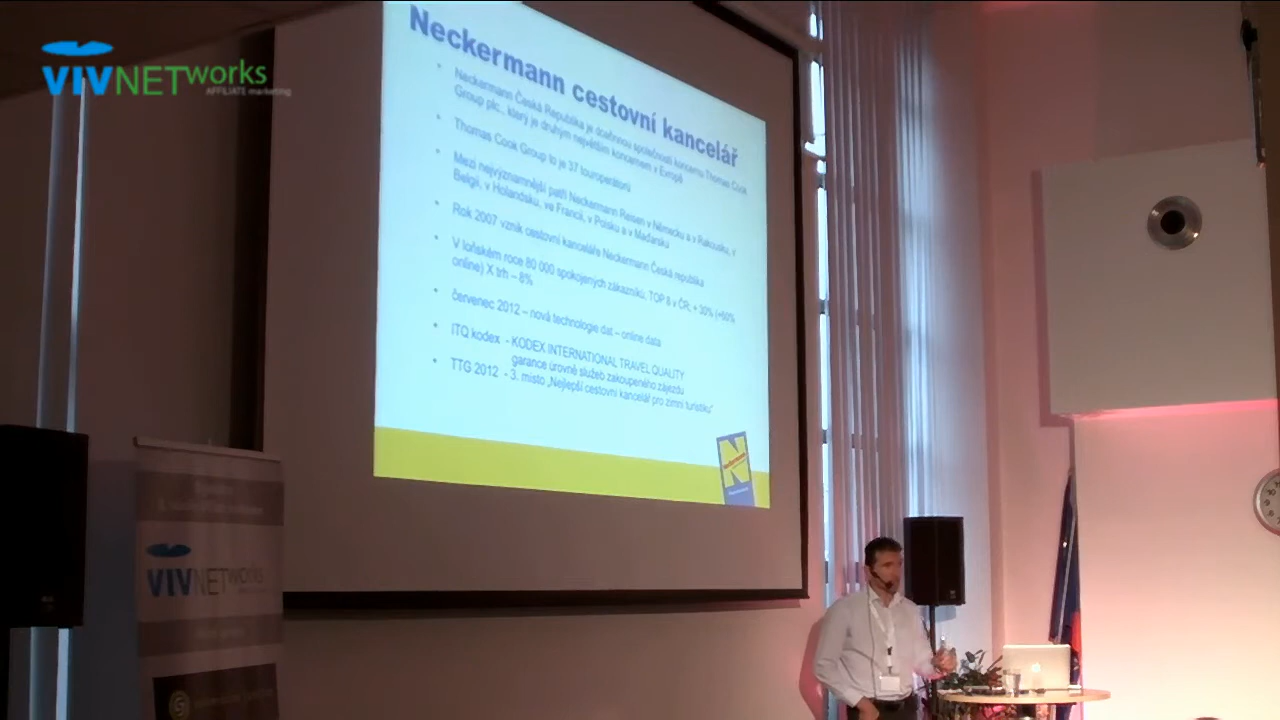 VIVNETworks
AFFILIATE marketing
Neckermann cestovní kancelář
• Neckermann Česká Republika je dceřinnou společností koncernu Thomas Cook
Group plc., který je druhým největším koncernem v Evropě
• Thomas Cook Group to je 37 touroperátorů
• Mezi nejvýznamnější patří Neckermann Reisen v Německu a v Rakousku, v
Belgii, v Holandsku, ve Francii, v Polsku a v Maďarsku
• Rok 2007 vznik cestovní kanceláře Neckermann Česká republika
• V loňském roce 80 000 spokojených zákazníků, TOP 8 v ČR, + 30% (+60%
online) X trh – 8%
• červenec 2012 – nová technologie dat – online data
• ITQ kodex - KODEX INTERNATIONAL TRAVEL QUALITY
garance úrovně služeb zakoupeného zájezdu
• TTG 2012 - 3. místo „Nejlepší cestovní kancelář pro zimní turistiku"
N
neckermann
VIVNETworks